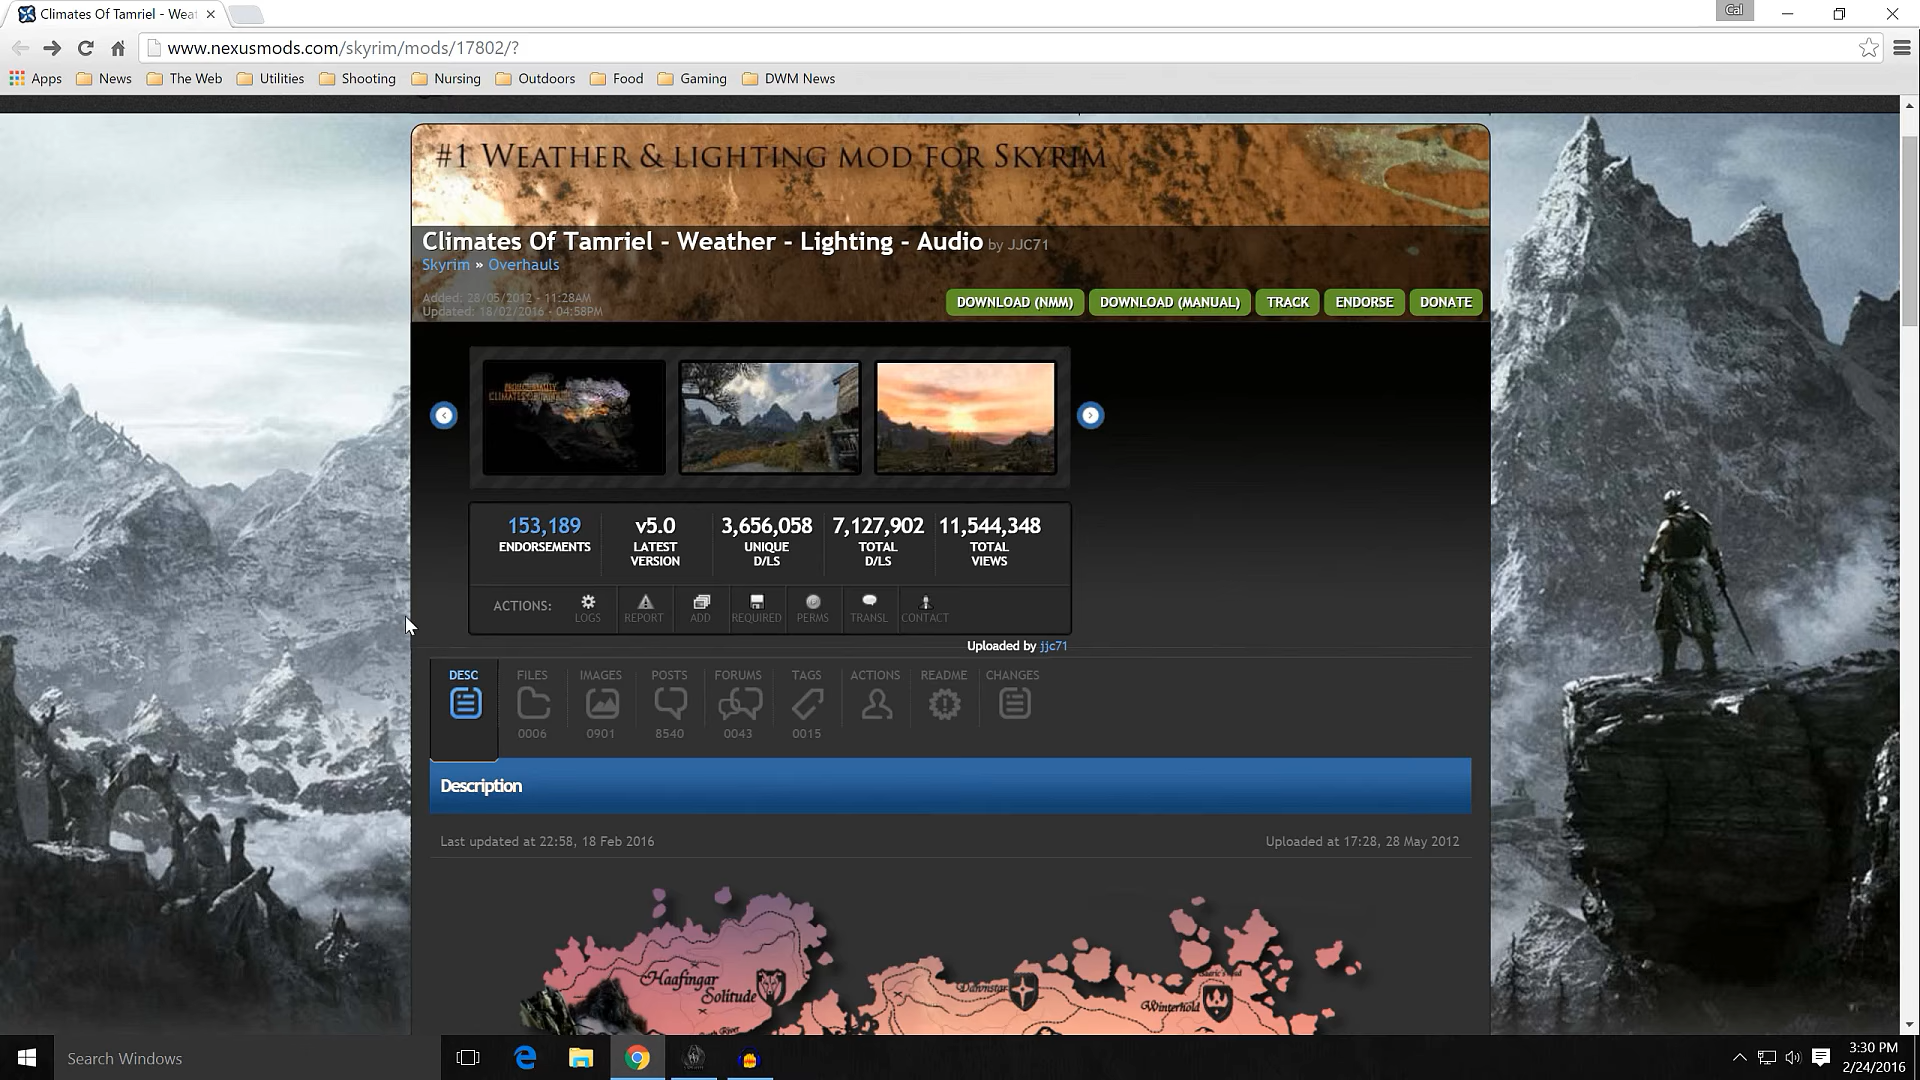 Climates Of Tamriel - Wea
Cal
www.nexusmods.com/skyrim/mods/17802/?
Apps News The Web Utilities Shooting Nursing Outdoors Food Gaming DWM News
#1 Weather & lighting mod for Skyrim
Climates Of Tamriel - Weather - Lighting - Audio by JJC71
Skyrim » Overhauls
Added: 28/05/2012 - 11:28AM
Updated: 18/02/2016 - 04:58PM
DOWNLOAD (NMM) DOWNLOAD (MANUAL) TRACK ENDORSE DONATE
153,189 v5.0 3,656,058 7,127,902 11,544,348
ENDORSEMENTS LATEST UNIQUE TOTAL TOTAL
VERSION D/LS D/LS VIEWS
ACTIONS: LOGS REPORT ADD REQUIRED PERMS TRANSL CONTACT
Uploaded by jjc71
DESC FILES IMAGES POSTS FORUMS TAGS ACTIONS README CHANGES
0006 0901 8540 0043 0015
Description
Last updated at 22:58, 18 Feb 2016 Uploaded at 17:28, 28 May 2012
Haafingar
Solitude
Dawnstar
Winterhold
Search Windows
3:30 PM
2/24/2016